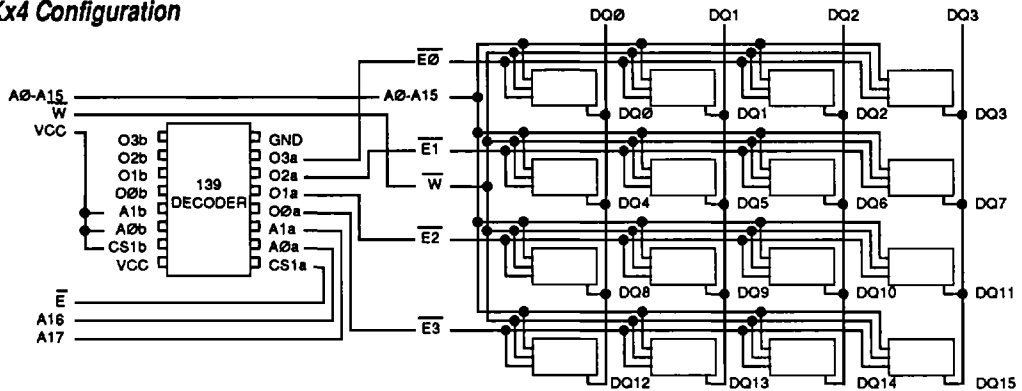 Kx4 Configuration
DQØ DQ1 DQ2 DQ3
EØ
AØ-A15 AØ-A15
W
VCC
DQØ DQ1 DQ2 DQ3
O3b GND
O2b O3a E1
O1b O2a
OØb 139 DECODER O1a W
A1b OØa
DQ4 DQ5 DQ6 DQ7
AØb A1a
CS1b AØa E2
VCC CS1a
E
DQ8 DQ9 DQ10 DQ11
A16
A17 E3
DQ12 DQ13 DQ14 DQ15